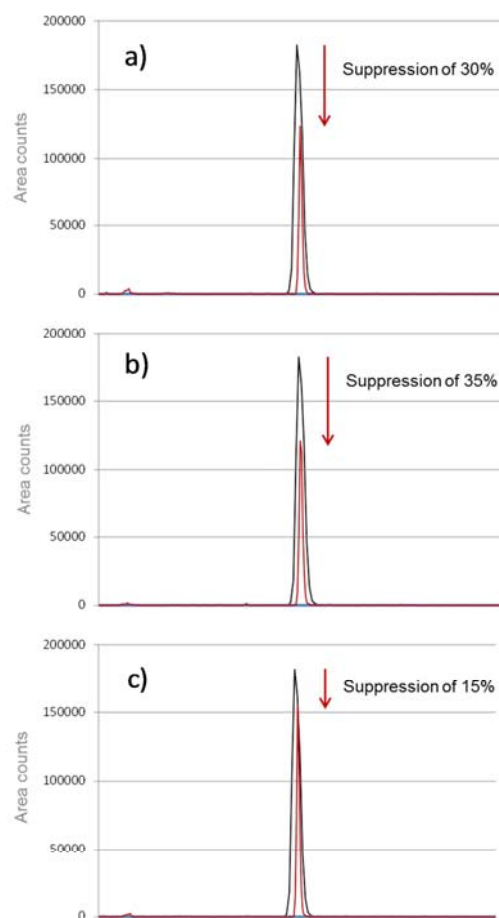 a)
Suppression of 30%
Area counts
200000
150000
100000
50000
0
b)
Suppression of 35%
Area counts
200000
150000
100000
50000
0
c)
Suppression of 15%
Area counts
200000
150000
100000
50000
0